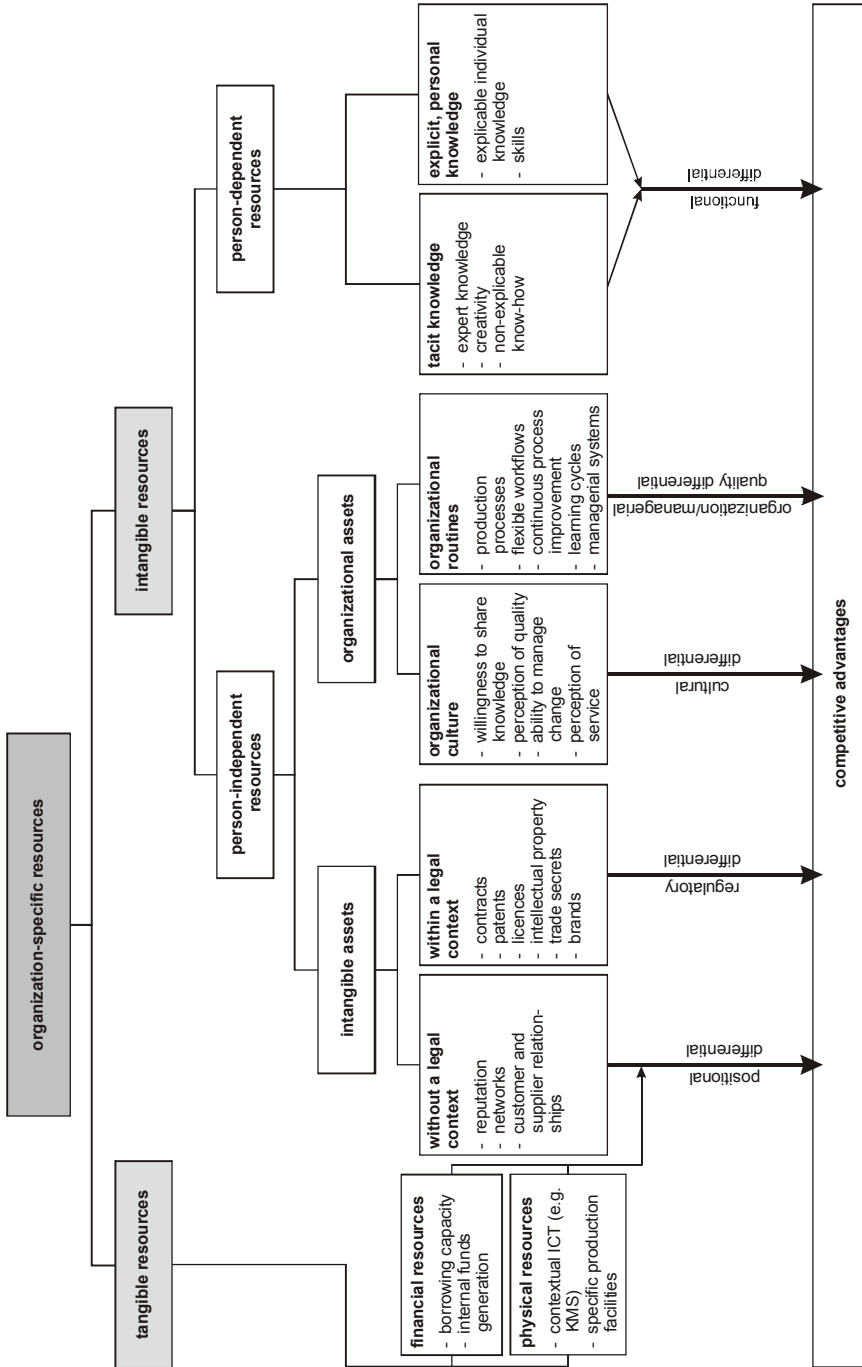 organization-specific resources
tangible resources
intangible resources
person-independent
resources
person-dependent
resources
intangible assets
organizational assets
financial resources
- borrowing capacity
- internal funds
generation
physical resources
- contextual ICT (e.g.
KMS)
- specific production
facilities
without a legal
context
- reputation
- networks
- customer and
supplier relation-
ships
within a legal
context
- contracts
- patents
- licences
- intellectual property
- trade secrets
- brands
organizational
culture
- willingness to share
knowledge
- perception of quality
- ability to manage
change
- perception of
service
organizational
routines
- production
processes
- flexible workflows
- continuous process
improvement
- learning cycles
- managerial systems
tacit knowledge
- expert knowledge
- creativity
- non-explicable
know-how
explicit, personal
knowledge
- explicable individual
knowledge
- skills
positional
differential
regulatory
differential
cultural
differential
organization/managerial
quality differential
functional
differential
competitive advantages